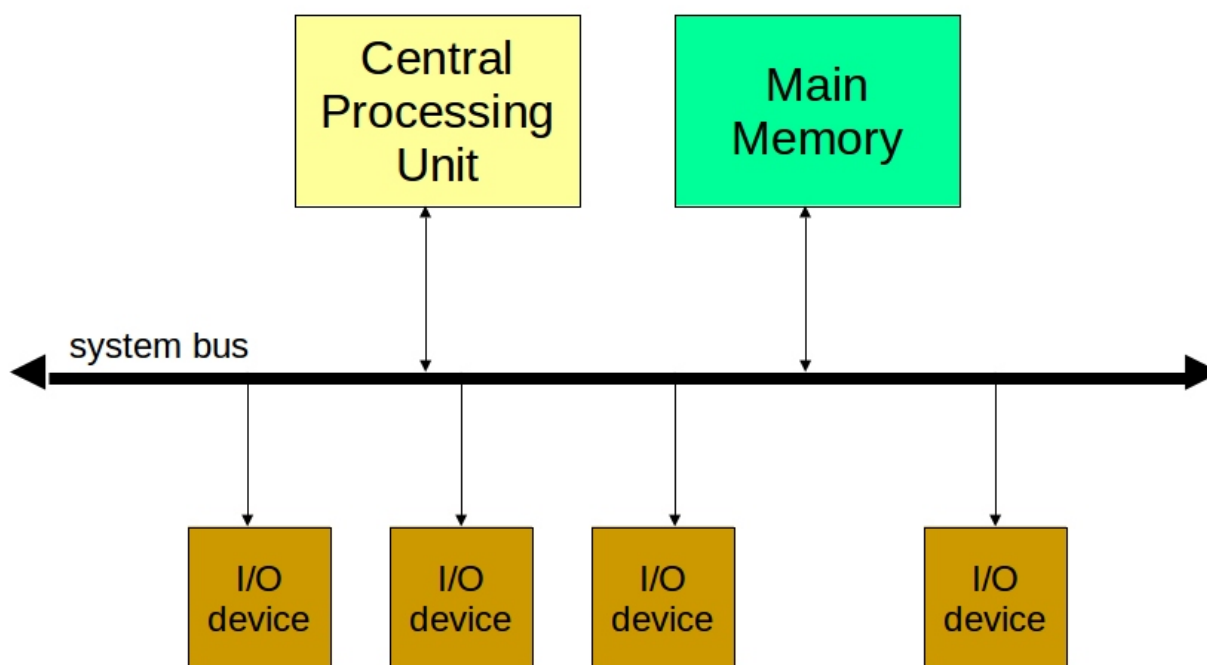 Central
Processing
Unit
Main
Memory
system bus
I/O
device
I/O
device
I/O
device
I/O
device